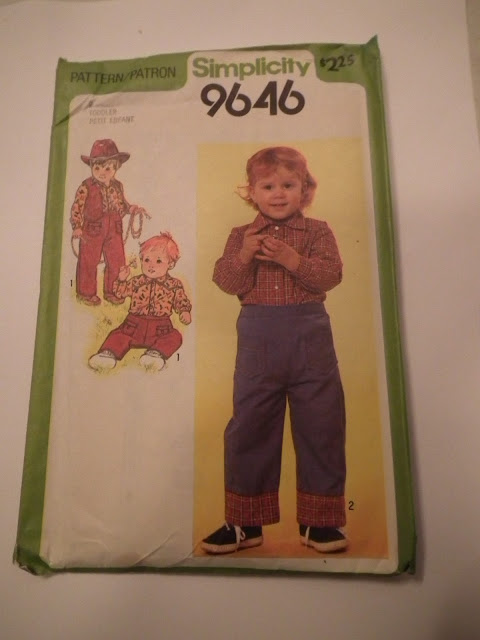 PATTERN/PATRON Simplicity $2.25
9646
TODDLER
PETIT ENFANT
1
1
2